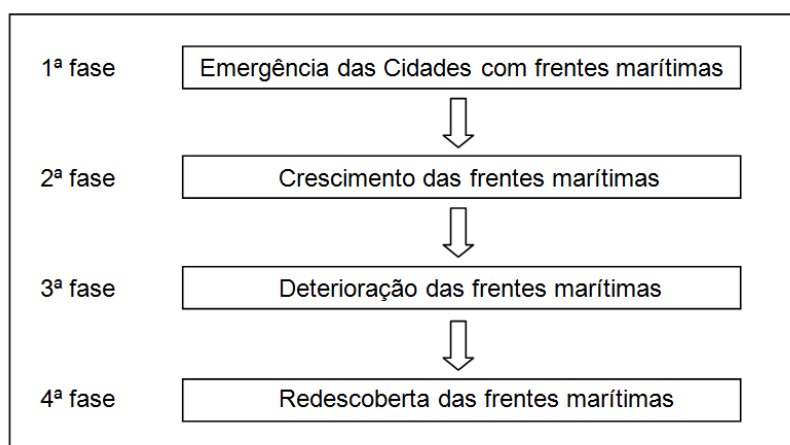 1ª fase Emergência das Cidades com frentes marítimas
2ª fase Crescimento das frentes marítimas
3ª fase Deterioração das frentes marítimas
4ª fase Redescoberta das frentes marítimas